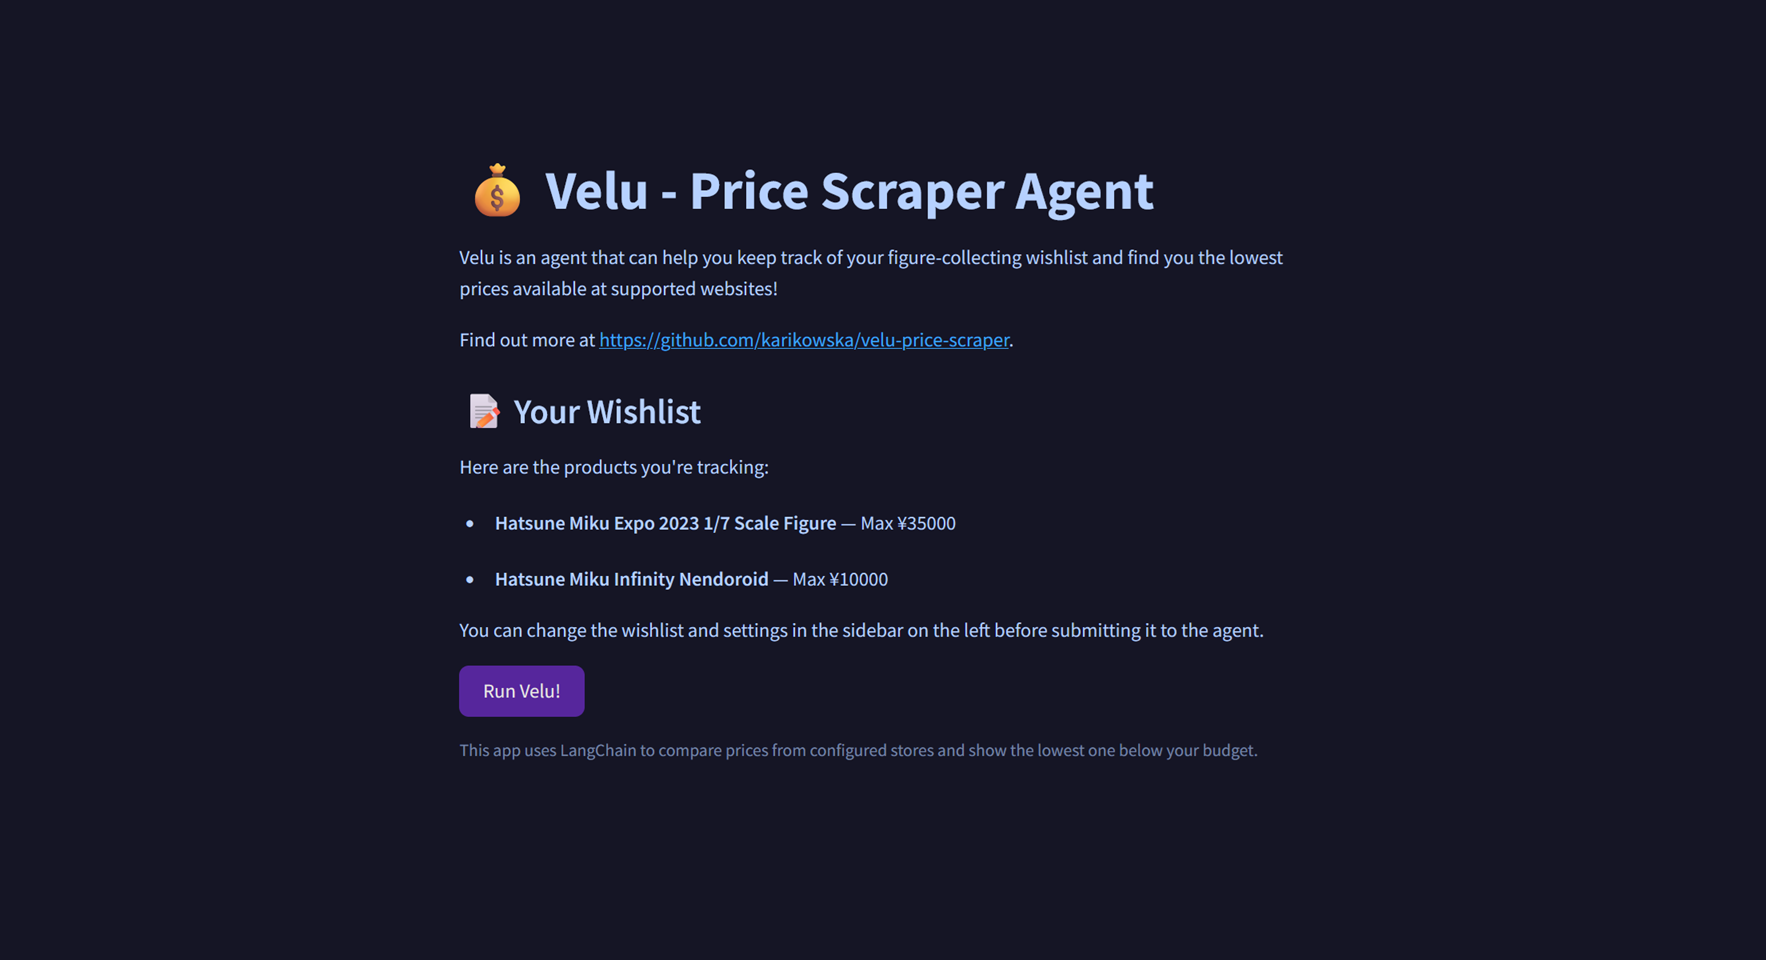 Velu - Price Scraper Agent
Velu is an agent that can help you keep track of your figure-collecting wishlist and find you the lowest
prices available at supported websites!
Find out more at https://github.com/karikowska/velu-price-scraper.
Your Wishlist
Here are the products you're tracking:
• Hatsune Miku Expo 2023 1/7 Scale Figure — Max ¥35000
• Hatsune Miku Infinity Nendoroid — Max ¥10000
You can change the wishlist and settings in the sidebar on the left before submitting it to the agent.
Run Velu!
This app uses LangChain to compare prices from configured stores and show the lowest one below your budget.